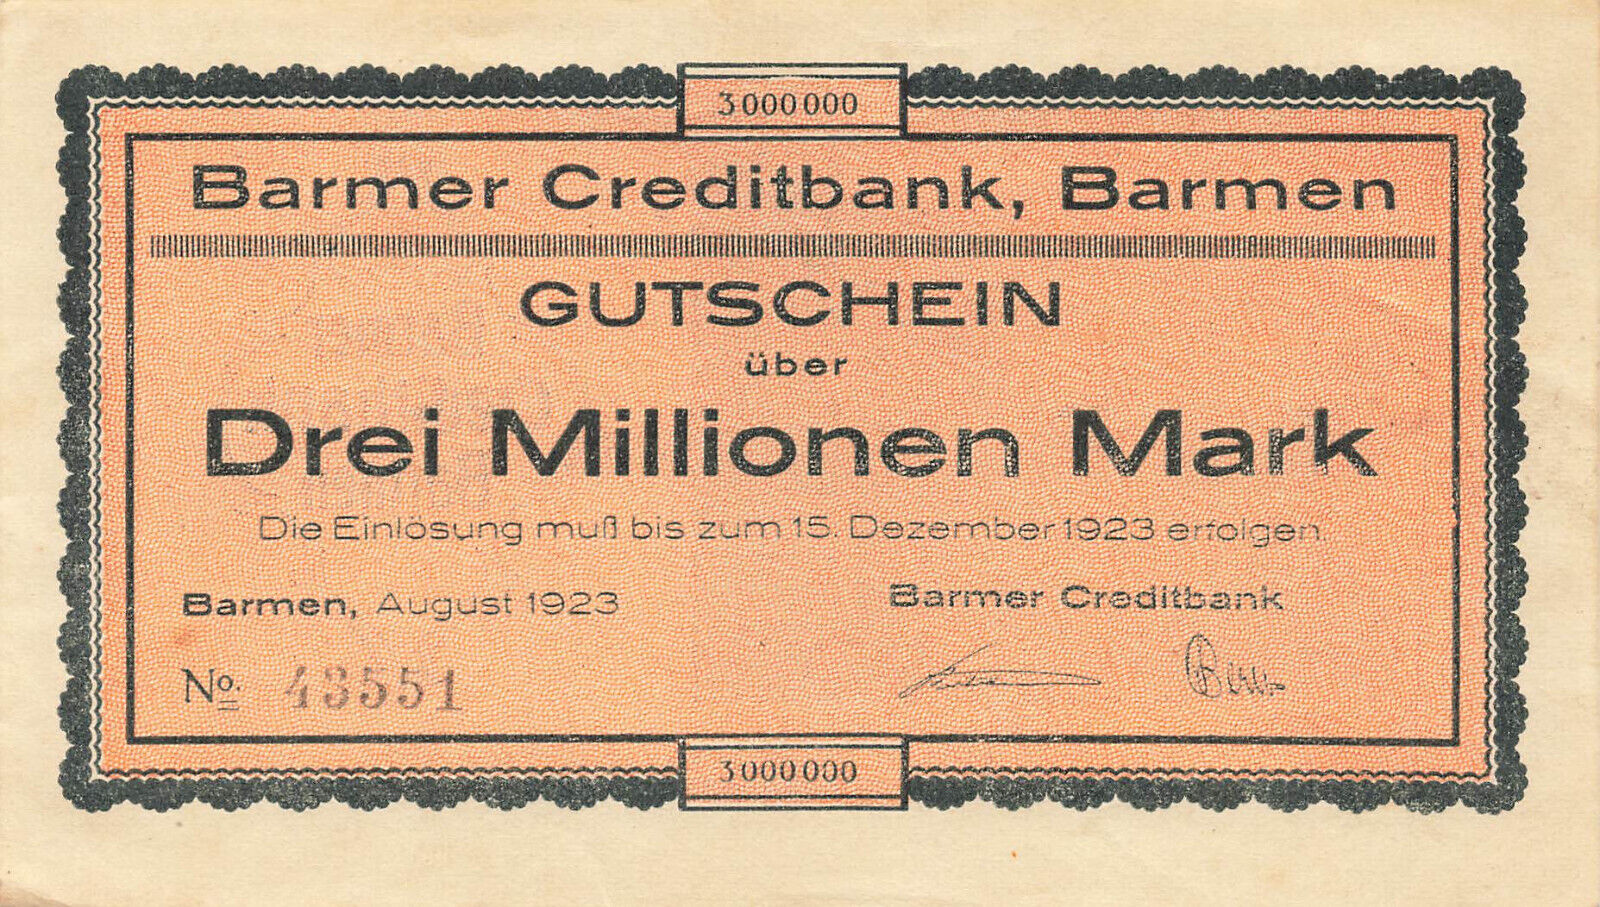 3000000
Barmer Creditbank, Barmen
GUTSCHEIN
über
Drei Millionen Mark
Die Einlösung muß bis zum 15. Dezember 1923 erfolgen.
Barmen, August 1923
Barmer Creditbank
No. 43551
3000000